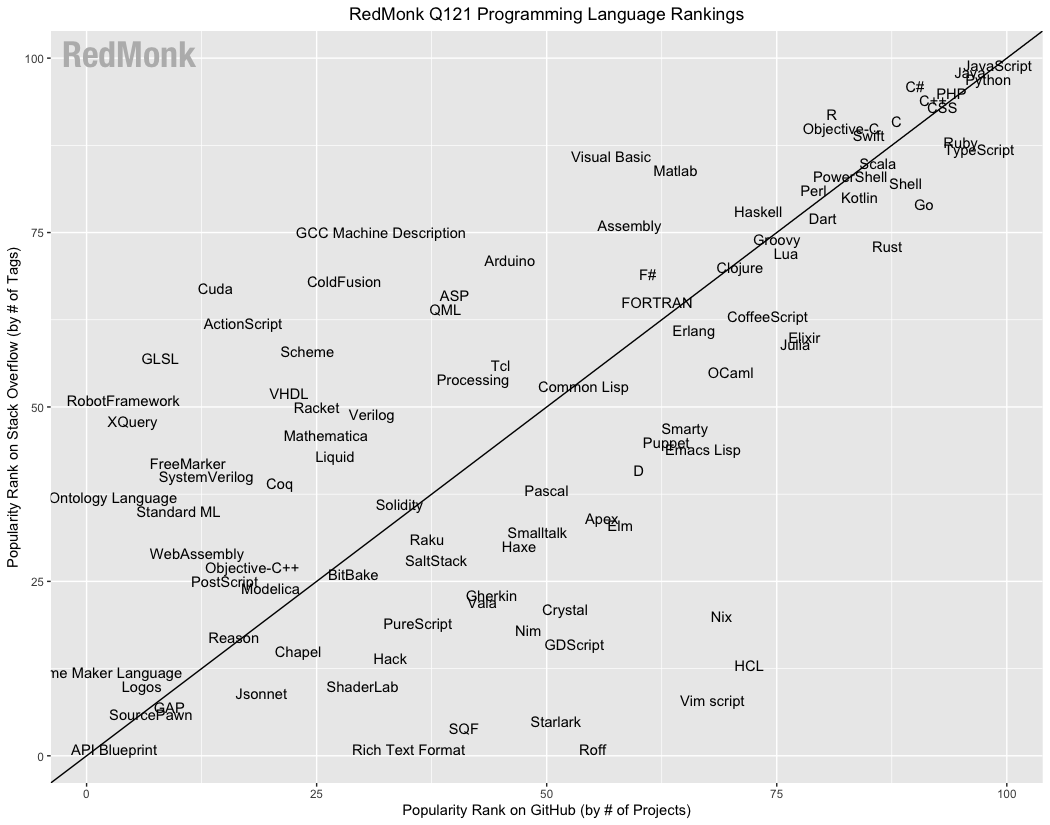 RedMonk Q121 Programming Language Rankings
RedMonk
100
JavaScript
Java
Python
C#
PHP
C++
CSS
R
C
Objective-C
Swift
Ruby
TypeScript
Visual Basic
Scala
Matlab
PowerShell
Shell
Perl
Kotlin
Go
Haskell
Dart
Assembly
75
GCC Machine Description
Groovy
Rust
Lua
Arduino
Clojure
F#
ColdFusion
Cuda
ASP
FORTRAN
QML
CoffeeScript
ActionScript
Erlang
Elixir
Julia
Scheme
GLSL
Tcl
OCaml
Processing
Common Lisp
VHDL
RobotFramework
50
Racket
Verilog
XQuery
Smarty
Mathematica
Puppet
Emacs Lisp
Liquid
FreeMarker
D
SystemVerilog
Coq
Pascal
Ontology Language
Solidity
Standard ML
Apex
Elm
Smalltalk
Raku
Haxe
WebAssembly
SaltStack
Objective-C++
BitBake
25
PostScript
Modelica
Gherkin
Vala
Crystal
Nix
PureScript
Nim
Reason
GDScript
Chapel
Hack
HCL
me Maker Language
Logos
ShaderLab
Jsonnet
Vim script
GAP
SourcePawn
Starlark
SQF
API Blueprint
Rich Text Format
Roff
0
0
25
50
75
100
Popularity Rank on Stack Overflow (by # of Tags)
Popularity Rank on GitHub (by # of Projects)